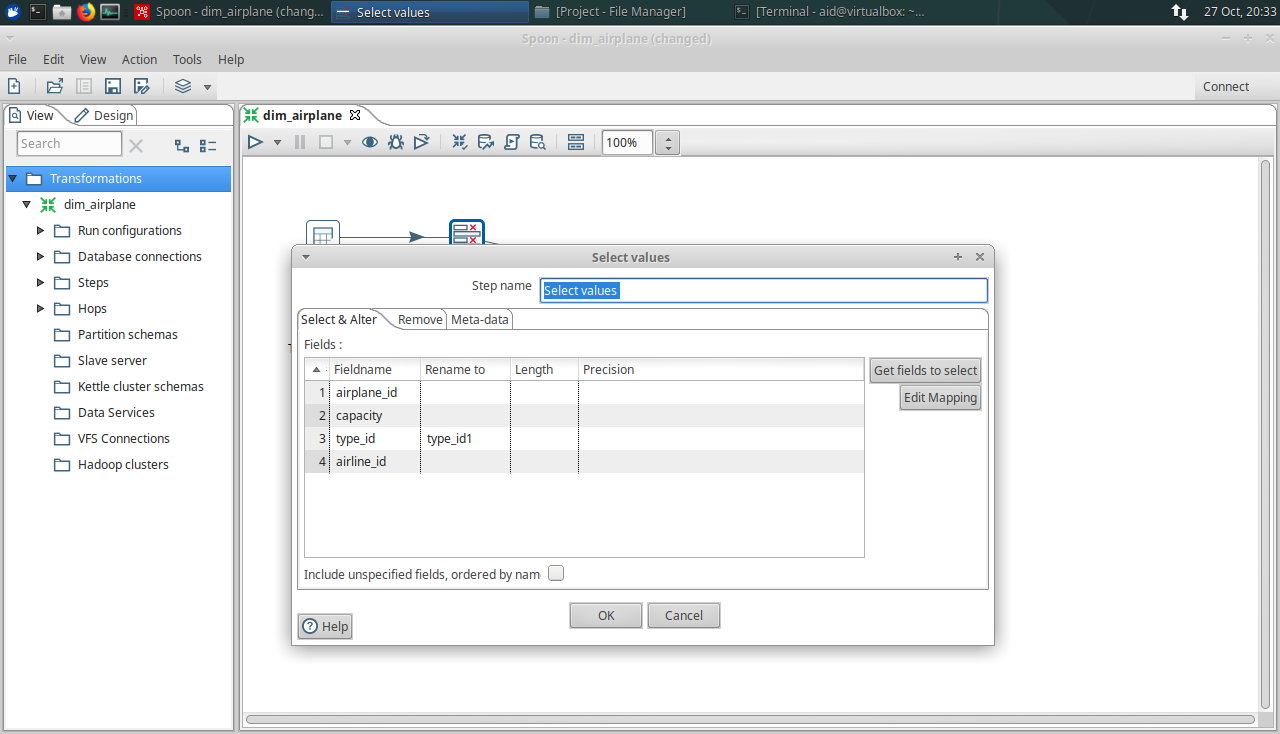 Spoon - dim_airplane (chang...
Select values
[Project - File Manager]
[Terminal - aid@virtualbox: ~...
27 Oct, 20:33
Spoon - dim_airplane (changed)
File Edit View Action Tools Help
Connect
View
Design
dim_airplane
Search
100%
Transformations
dim_airplane
Run configurations
Database connections
Steps
Hops
Partition schemas
Slave server
Kettle cluster schemas
Data Services
VFS Connections
Hadoop clusters
Select values
Step name Select values
Select & Alter Remove Meta-data
Fields :
Fieldname Rename to Length Precision
1 airplane_id
2 capacity
3 type_id type_id1
4 airline_id
Get fields to select
Edit Mapping
Include unspecified fields, ordered by nam
OK
Cancel
Help